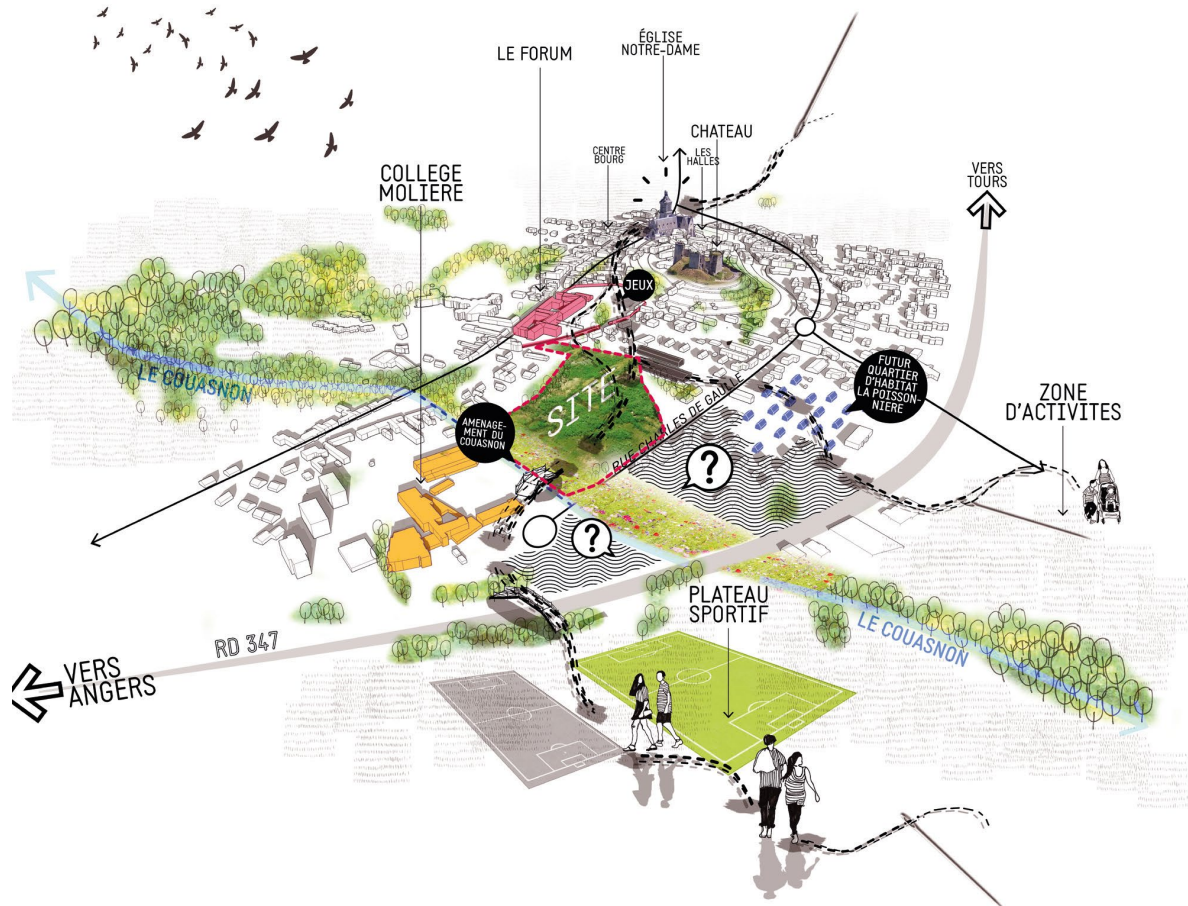 ÉGLISE
NOTRE-DAME
LE FORUM
CHATEAU
CENTRE
BOURG
LES
HALLES
COLLEGE
MOLIERE
VERS
TOURS
JEUX
LE COUASNON
SITE
FUTUR
QUARTIER
D'HABITAT
LA POISSON-
NIERE
ZONE
D'ACTIVITES
AMENAGE-
MENT DU
COUASNON
RUE CHARLES DE GAULLE
?
?
PLATEAU
SPORTIF
LE COUASNON
RD 347
VERS
ANGERS